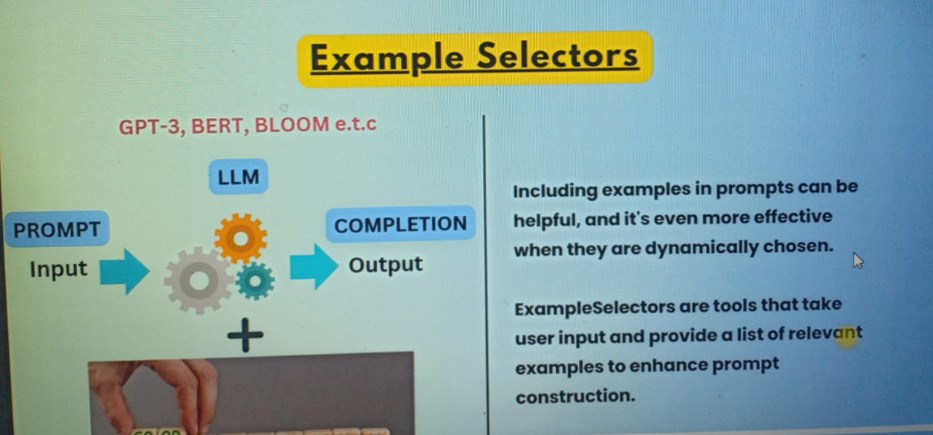 Example Selectors
GPT-3, BERT, BLOOM e.t.c
LLM
PROMPT
Input
COMPLETION
Output
+
Including examples in prompts can be
helpful, and it's even more effective
when they are dynamically chosen.
ExampleSelectors are tools that take
user input and provide a list of relevant
examples to enhance prompt
construction.